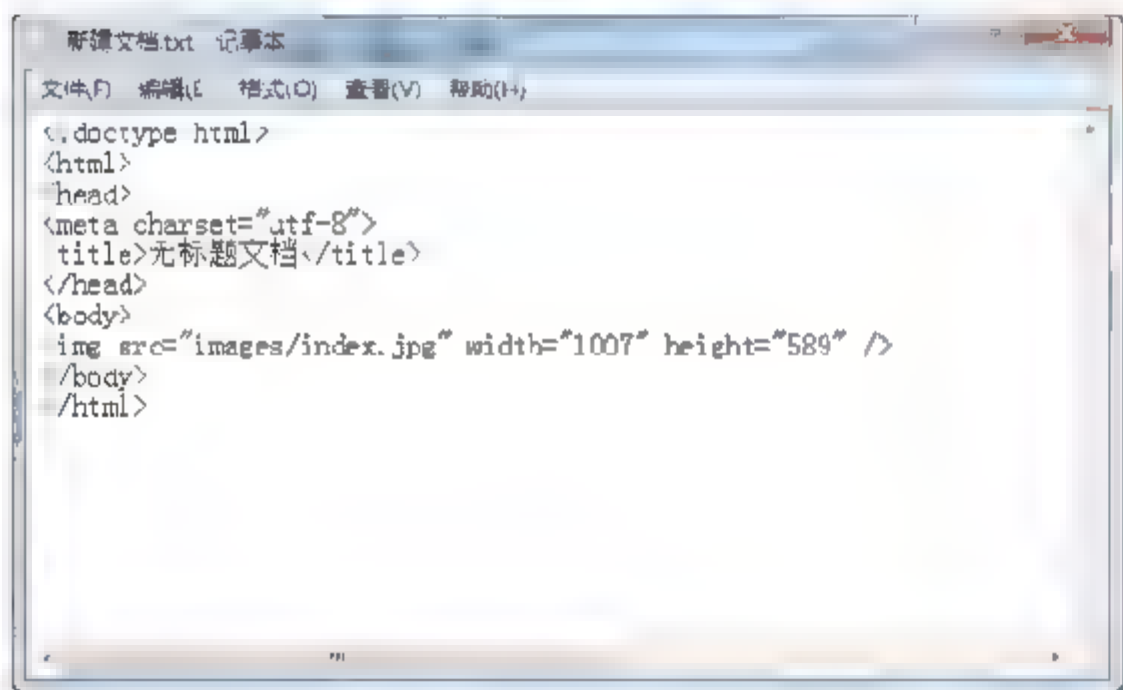 新建文档.txt 记事本
文件(F) 编辑(E 格式(O) 查看(V) 帮助(H)
<!doctype html>
<html>
head>
<meta charset="utf-8">
title>无标题文档</title>
</head>
<body>
img src="images/index.jpg" width="1007" height="589" />
/body>
/html>